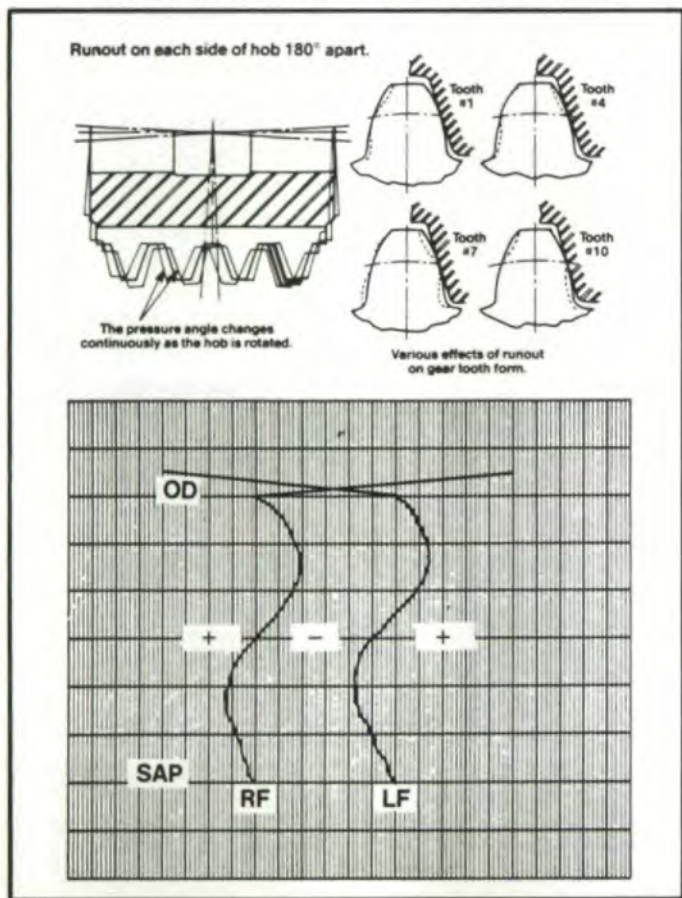 Runout on each side of hob 180° apart.
Tooth
#1
Tooth
#4
Tooth
#7
Tooth
#10
The pressure angle changes
continuously as the hob is rotated.
Various effects of runout
on gear tooth form.
OD
+
−
+
SAP
RF
LF